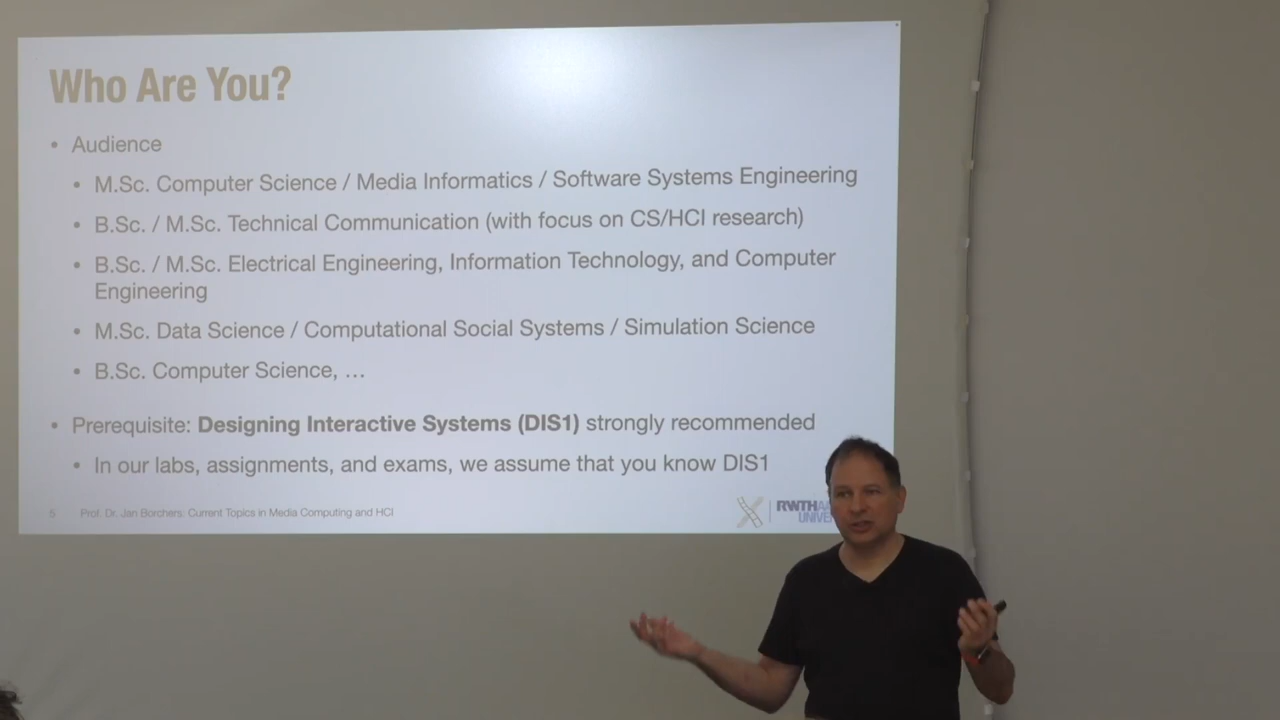 Who Are You?
• Audience
• M.Sc. Computer Science / Media Informatics / Software Systems Engineering
• B.Sc. / M.Sc. Technical Communication (with focus on CS/HCI research)
• B.Sc. / M.Sc. Electrical Engineering, Information Technology, and Computer
Engineering
• M.Sc. Data Science / Computational Social Systems / Simulation Science
• B.Sc. Computer Science, …
• Prerequisite: Designing Interactive Systems (DIS1) strongly recommended
• In our labs, assignments, and exams, we assume that you know DIS1
5 Prof. Dr. Jan Borchers: Current Topics in Media Computing and HCI
RWTH